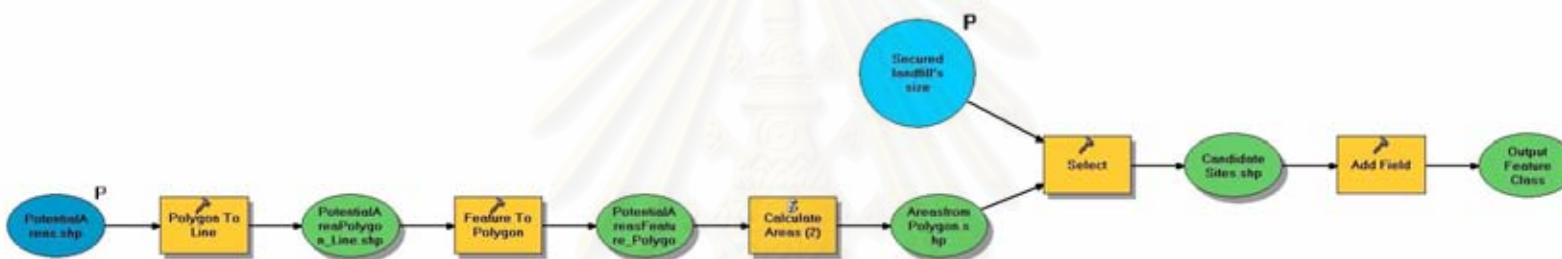 P
Secured
landfill's
size
Select
Candidate
Sites.shp
Add Field
Output
Feature
Class
P
PotentialA
reas.shp
Polygon To
Line
PotentialA
reaPolygo
n_Line.shp
Feature To
Polygon
PotentialA
reasFeatu
re_Polygo
Calculate
Areas (2)
Areasfrom
Polygon.s
hp